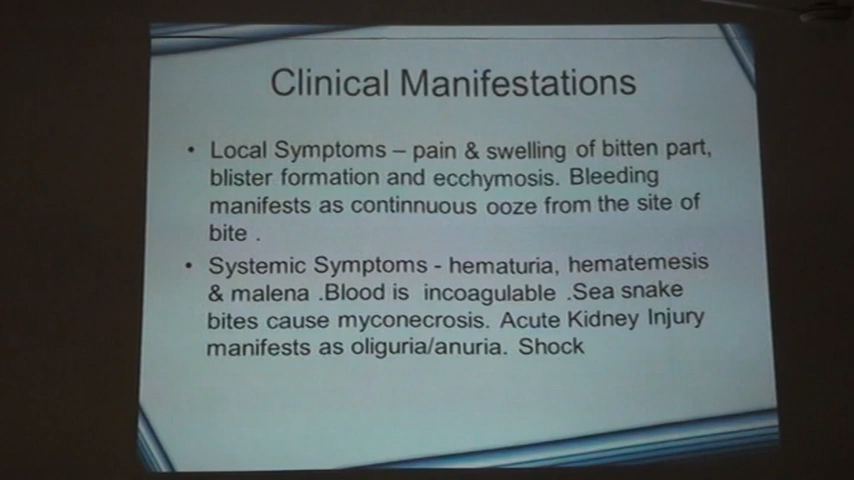 Clinical Manifestations
• Local Symptoms – pain & swelling of bitten part,
blister formation and ecchymosis. Bleeding
manifests as continnuous ooze from the site of
bite .
• Systemic Symptoms - hematuria, hematemesis
& malena .Blood is incoagulable .Sea snake
bites cause myconecrosis. Acute Kidney Injury
manifests as oliguria/anuria. Shock